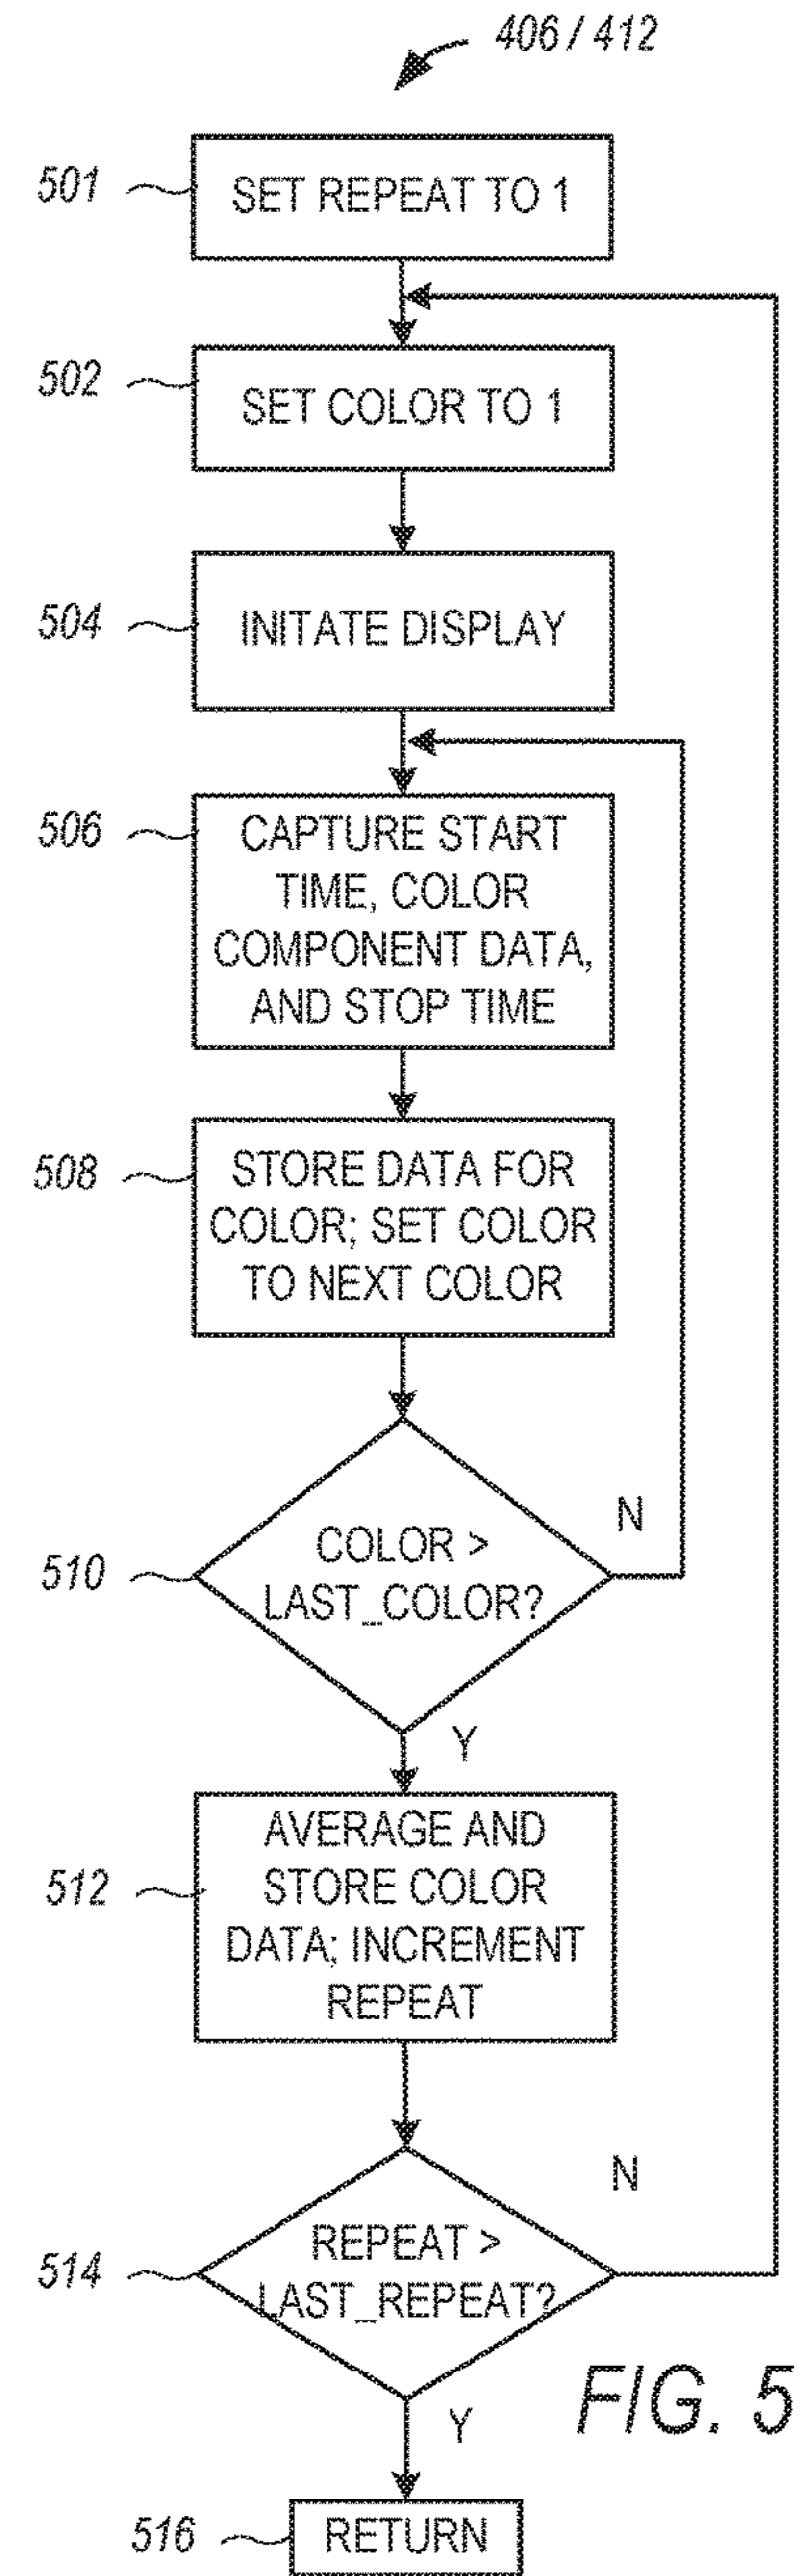 406 / 412
501
SET REPEAT TO 1
502
SET COLOR TO 1
504
INITATE DISPLAY
506
CAPTURE START
TIME, COLOR
COMPONENT DATA,
AND STOP TIME
508
STORE DATA FOR
COLOR; SET COLOR
TO NEXT COLOR
510
COLOR >
LAST_COLOR?
N
Y
512
AVERAGE AND
STORE COLOR
DATA; INCREMENT
REPEAT
514
REPEAT >
LAST_REPEAT?
N
Y
FIG. 5
516
RETURN